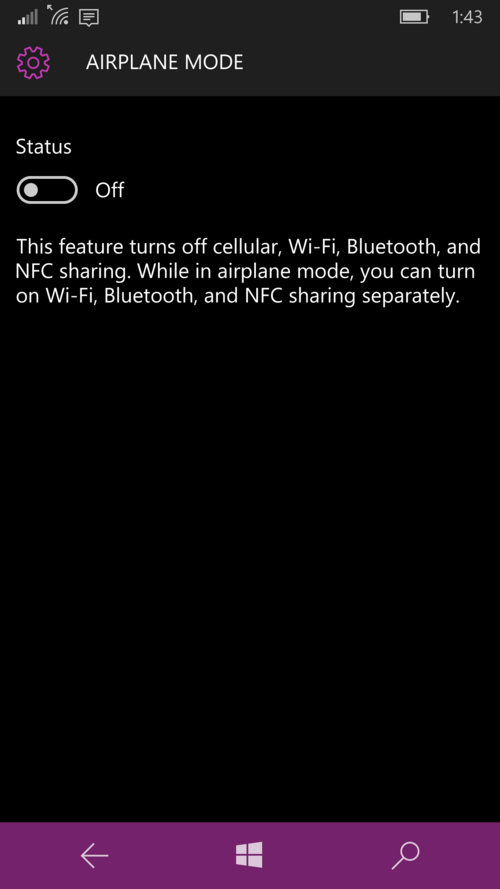 1:43
AIRPLANE MODE
Status
Off
This feature turns off cellular, Wi-Fi, Bluetooth, and
NFC sharing. While in airplane mode, you can turn
on Wi-Fi, Bluetooth, and NFC sharing separately.